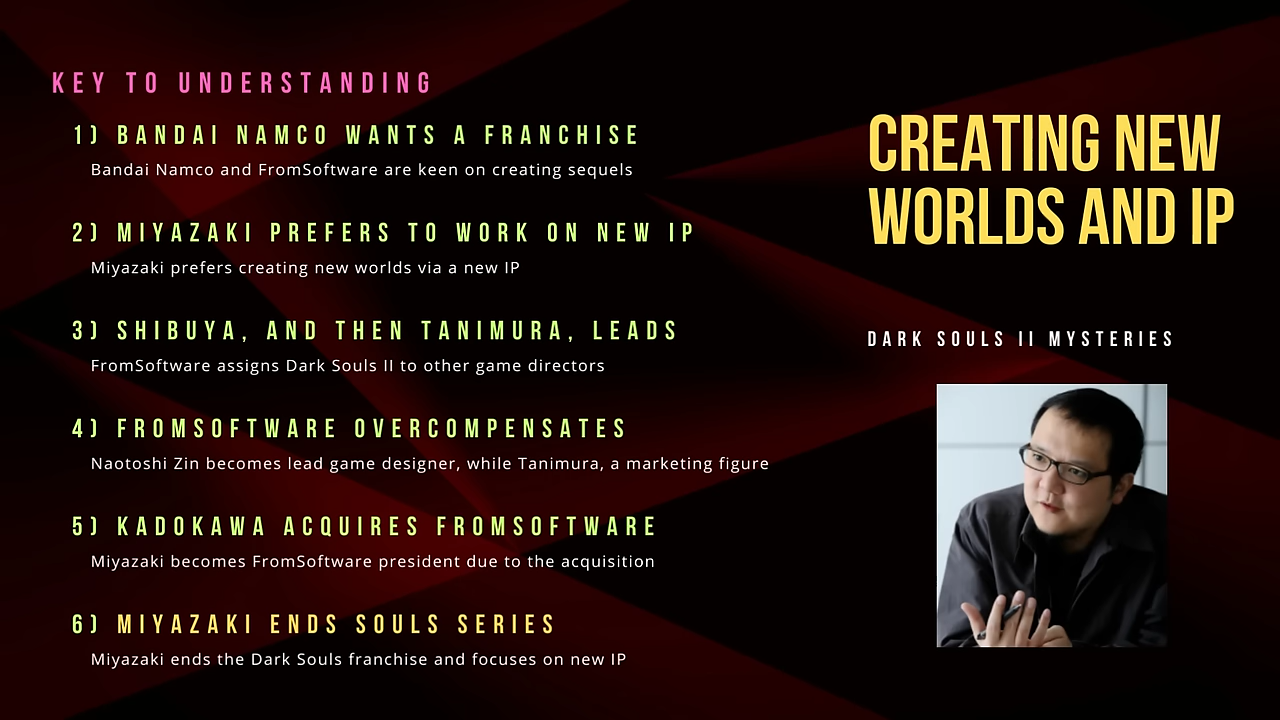 KEY TO UNDERSTANDING
1) BANDAI NAMCO WANTS A FRANCHISE
Bandai Namco and FromSoftware are keen on creating sequels
2) MIYAZAKI PREFERS TO WORK ON NEW IP
Miyazaki prefers creating new worlds via a new IP
3) SHIBUYA, AND THEN TANIMURA, LEADS
FromSoftware assigns Dark Souls II to other game directors
4) FROMSOFTWARE OVERCOMPENSATES
Naotoshi Zin becomes lead game designer, while Tanimura, a marketing figure
5) KADOKAWA ACQUIRES FROMSOFTWARE
Miyazaki becomes FromSoftware president due to the acquisition
6) MIYAZAKI ENDS SOULS SERIES
Miyazaki ends the Dark Souls franchise and focuses on new IP
CREATING NEW
WORLDS AND IP
DARK SOULS II MYSTERIES